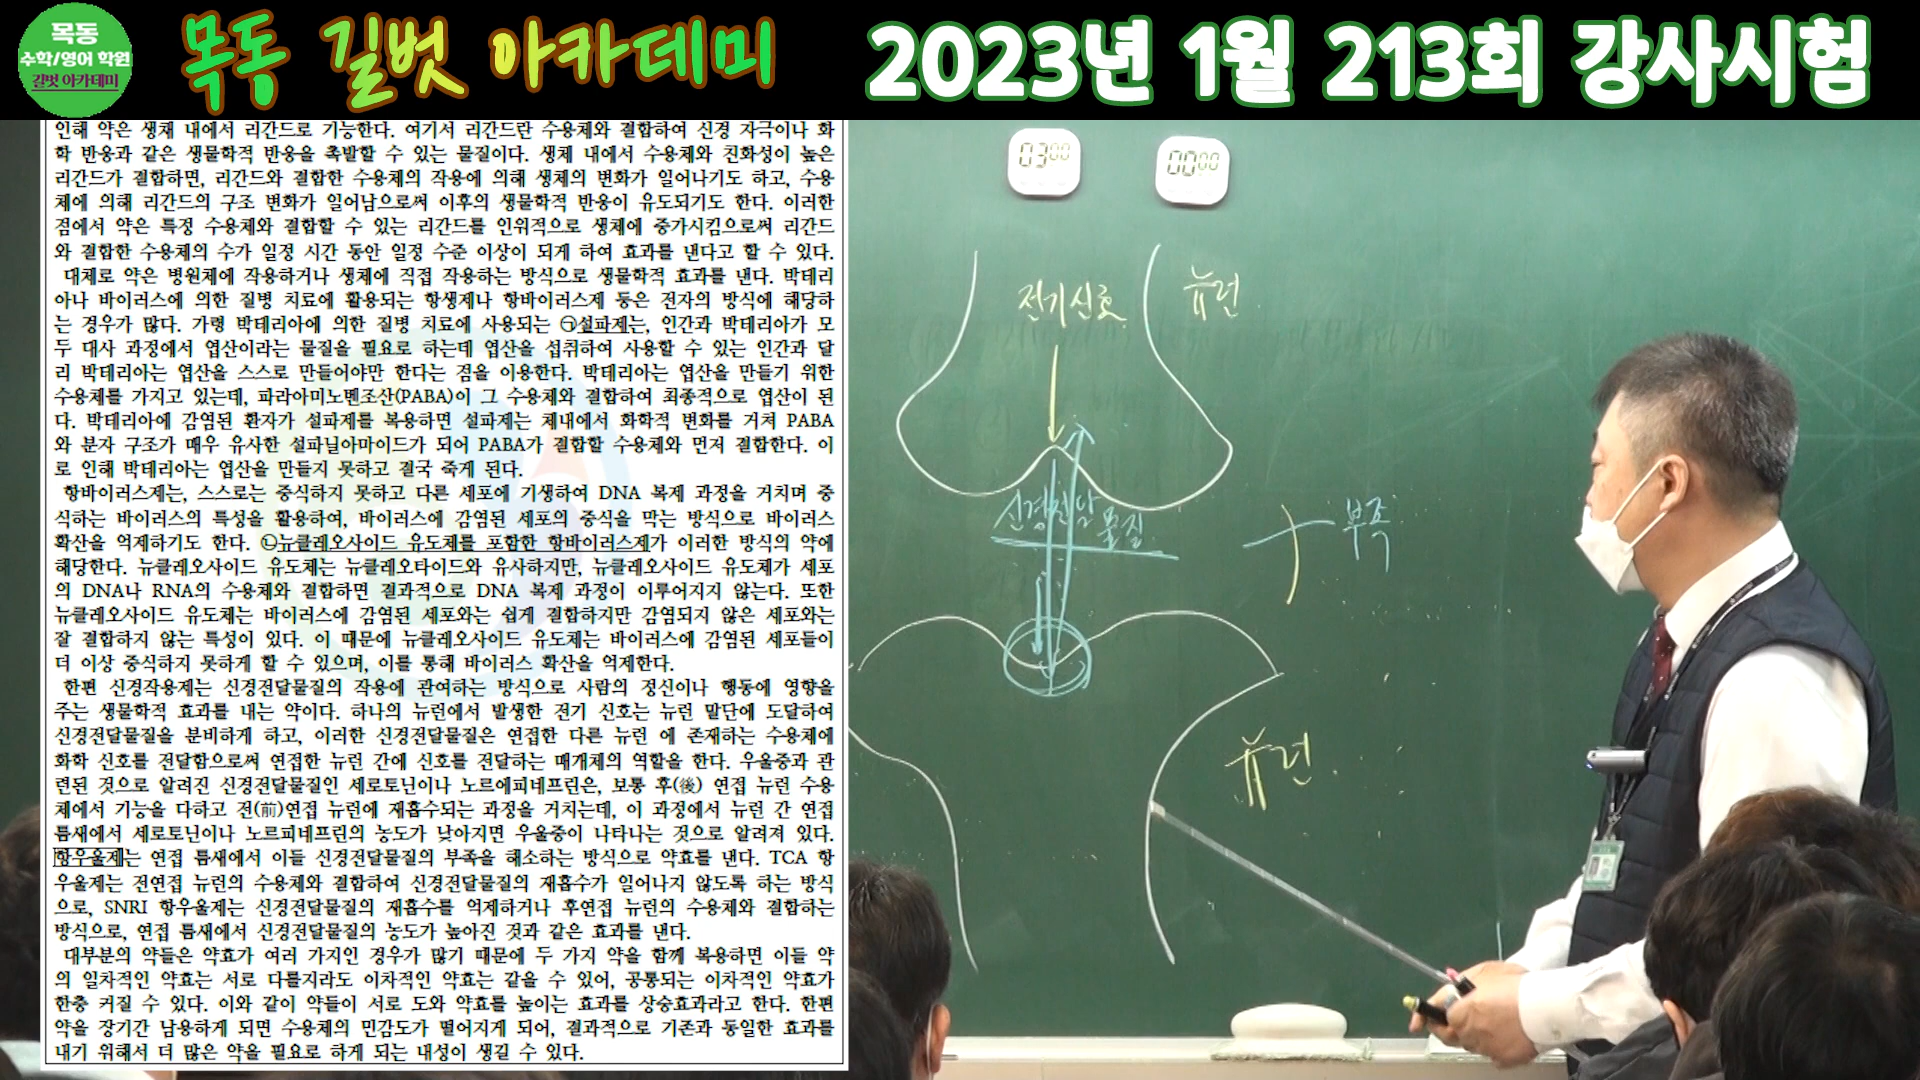 목동
수학/영어 학원
길벗 아카데미
목동 길벗 아카데미
2023년 1월 213회 강사시험
인해 약은 생채 내에서 리간드로 기능한다. 여기서 리간드란 수용체와 결합하여 신경 자극이나 화
학 반응과 같은 생물학적 반응을 촉발할 수 있는 물질이다. 생체 내에서 수용체와 친화성이 높은
리간드가 결합하면, 리간드와 결합한 수용체의 작용에 의해 생체의 변화가 일어나기도 하고, 수용
체에 의해 리간드의 구조 변화가 일어남으로써 이후의 생물학적 반응이 유도되기도 한다. 이러한
점에서 약은 특정 수용체와 결합할 수 있는 리간드를 인위적으로 생체에 증가시킴으로써 리간드
와 결합한 수용체의 수가 일정 시간 동안 일정 수준 이상이 되게 하여 효과를 낸다고 할 수 있다.
대체로 약은 병원체에 작용하거나 생체에 직접 작용하는 방식으로 생물학적 효과를 낸다. 박테리
아나 바이러스에 의한 질병 치료에 활용되는 항생제나 항바이러스제 등은 전자의 방식에 해당하
는 경우가 많다. 가령 박테리아에 의한 질병 치료에 사용되는 ㉠설파제는, 인간과 박테리아가 모
두 대사 과정에서 엽산이라는 물질을 필요로 하는데 엽산을 섭취하여 사용할 수 있는 인간과 달
리 박테리아는 엽산을 스스로 만들어야만 한다는 점을 이용한다. 박테리아는 엽산을 만들기 위한
수용체를 가지고 있는데, 파라아미노벤조산(PABA)이 그 수용체와 결합하여 최종적으로 엽산이 된
다. 박테리아에 감염된 환자가 설파제를 복용하면 설파제는 체내에서 화학적 변화를 거쳐 PABA
와 분자 구조가 매우 유사한 설파닐아마이드가 되어 PABA가 결합할 수용체와 먼저 결합한다. 이
로 인해 박테리아는 엽산을 만들지 못하고 결국 죽게 된다.
항바이러스제는, 스스로는 증식하지 못하고 다른 세포에 기생하여 DNA 복제 과정을 거치며 증
식하는 바이러스의 특성을 활용하여, 바이러스에 감염된 세포의 증식을 막는 방식으로 바이러스
확산을 억제하기도 한다. ㉡뉴클레오사이드 유도체를 포함한 항바이러스제가 이러한 방식의 약에
해당한다. 뉴클레오사이드 유도체는 뉴클레오타이드와 유사하지만, 뉴클레오사이드 유도체가 세포
의 DNA나 RNA의 수용체와 결합하면 결과적으로 DNA 복제 과정이 이루어지지 않는다. 또한
뉴클레오사이드 유도체는 바이러스에 감염된 세포와는 쉽게 결합하지만 감염되지 않은 세포와는
잘 결합하지 않는 특성이 있다. 이 때문에 뉴클레오사이드 유도체는 바이러스에 감염된 세포들이
더 이상 증식하지 못하게 할 수 있으며, 이를 통해 바이러스 확산을 억제한다.
한편 신경작용제는 신경전달물질의 작용에 관여하는 방식으로 사람의 정신이나 행동에 영향을
주는 생물학적 효과를 내는 약이다. 하나의 뉴런에서 발생한 전기 신호는 뉴런 말단에 도달하여
신경전달물질을 분비하게 하고, 이러한 신경전달물질은 연접한 다른 뉴런 에 존재하는 수용체에
화학 신호를 전달함으로써 연접한 뉴런 간에 신호를 전달하는 매개체의 역할을 한다. 우울증과 관
련된 것으로 알려진 신경전달물질인 세로토닌이나 노르에피네프린은, 보통 후(後) 연접 뉴런 수용
체에서 기능을 다하고 전(前)연접 뉴런에 재흡수되는 과정을 거치는데, 이 과정에서 뉴런 간 연접
틈새에서 세로토닌이나 노르피네프린의 농도가 낮아지면 우울증이 나타나는 것으로 알려져 있다.
항우울제는 연접 틈새에서 이들 신경전달물질의 부족을 해소하는 방식으로 약효를 낸다. TCA 항
우울제는 전연접 뉴런의 수용체와 결합하여 신경전달물질의 재흡수가 일어나지 않도록 하는 방식
으로, SNRI 항우울제는 신경전달물질의 재흡수를 억제하거나 후연접 뉴런의 수용체와 결합하는
방식으로, 연접 틈새에서 신경전달물질의 농도가 높아진 것과 같은 효과를 낸다.
대부분의 약들은 약효가 여러 가지인 경우가 많기 때문에 두 가지 약을 함께 복용하면 이들 약
의 일차적인 약효는 서로 다를지라도 이차적인 약효는 같을 수 있어, 공통되는 이차적인 약효가
한층 커질 수 있다. 이와 같이 약들이 서로 도와 약효를 높이는 효과를 상승효과라고 한다. 한편
약을 장기간 남용하게 되면 수용체의 민감도가 떨어지게 되어, 결과적으로 기존과 동일한 효과를
내기 위해서 더 많은 약을 필요로 하게 되는 내성이 생길 수 있다.
03 00
00 00
전기신호
뉴런
신경전달
물질
부족
뉴런